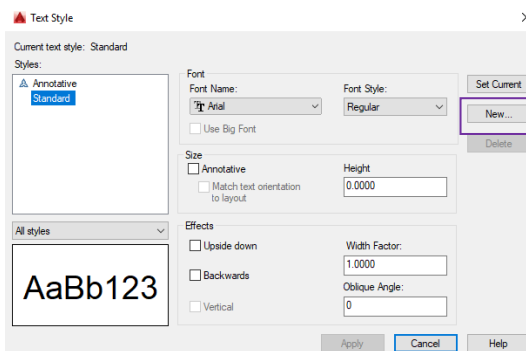 Text Style
Current text style: Standard
Styles:
Annotative
Standard
All styles
AaBb123
Font
Font Name:
Arial
Use Big Font
Font Style:
Regular
Size
Annotative
Match text orientation
to layout
Height
0.0000
Effects
Upside down
Backwards
Vertical
Width Factor:
1.0000
Oblique Angle:
0
Set Current
New...
Delete
Apply
Cancel
Help